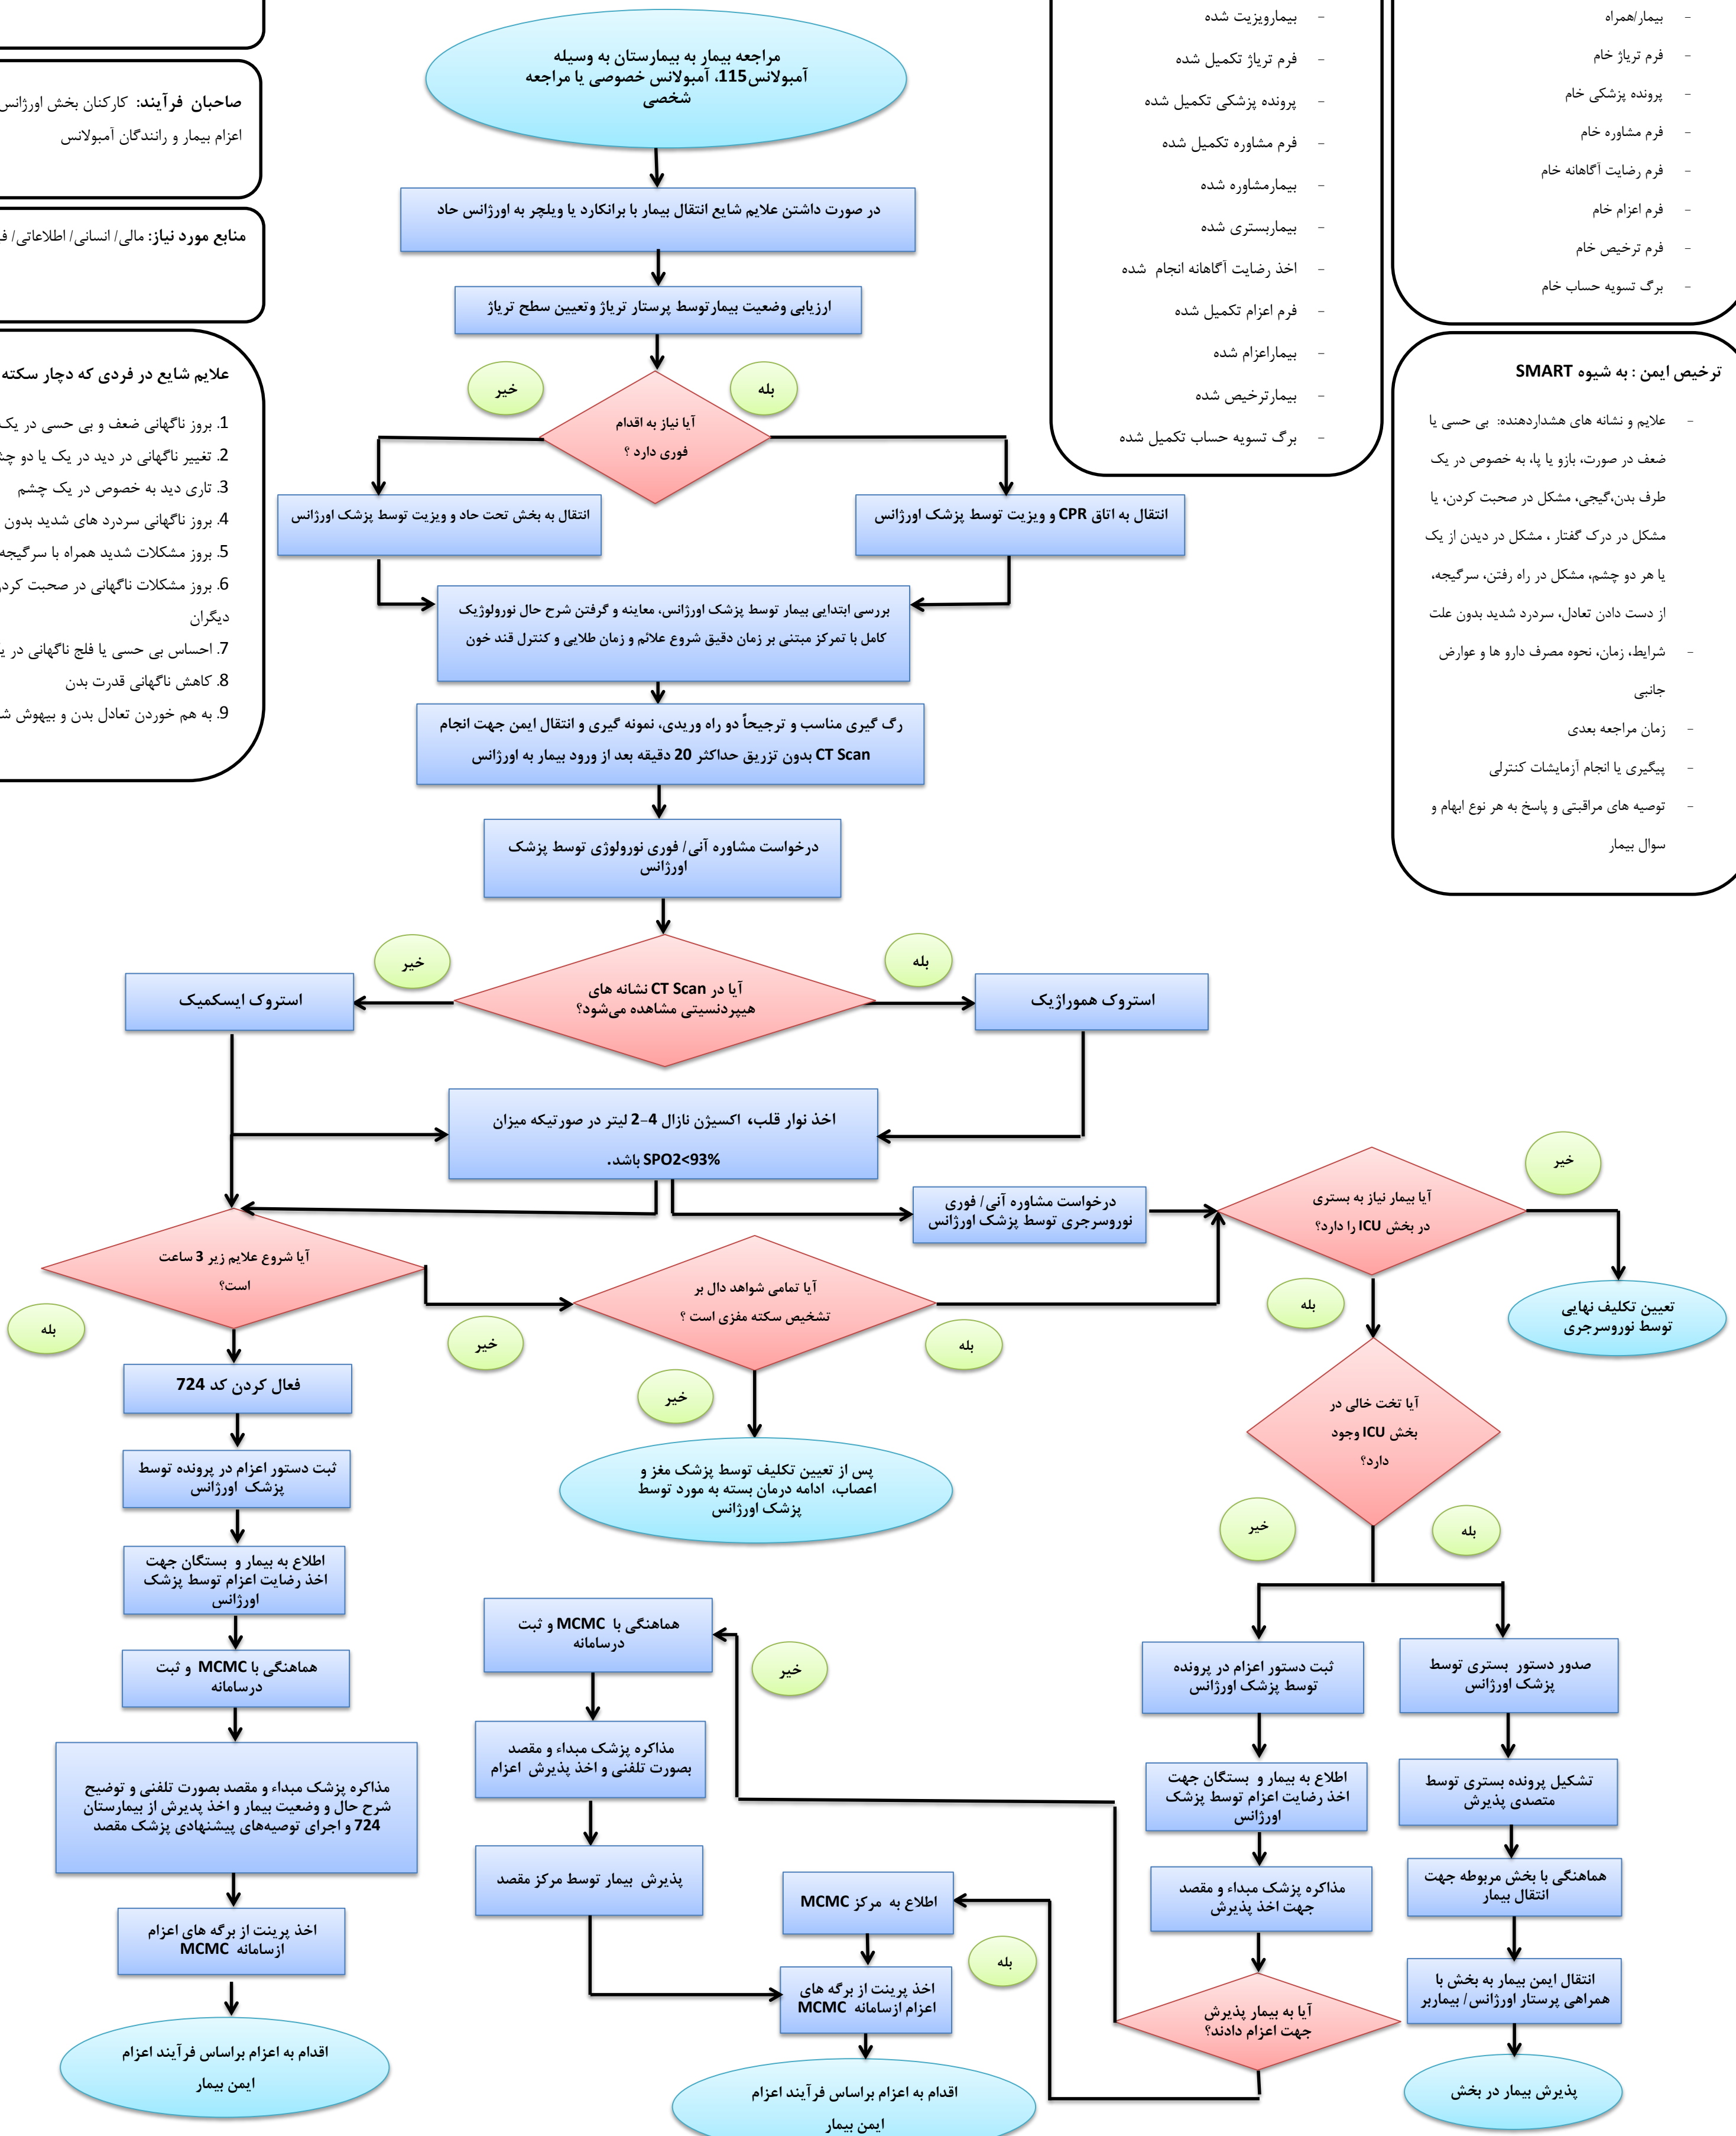 مراجعه بیمار به بیمارستان به وسیله
آمبولانس115، آمبولانس خصوصی یا مراجعه
شخصی
در صورت داشتن علایم شایع انتقال بیمار با برانکارد یا ویلچر به اورژانس حاد
ارزیابی وضعیت بیمارتوسط پرستار تریاژ وتعیین سطح تریاژ
خیر
بله
آیا نیاز به اقدام
فوری دارد ؟
انتقال به اتاق CPR و ویزیت توسط پزشک اورژانس
انتقال به بخش تحت حاد و ویزیت توسط پزشک اورژانس
بررسی ابتدایی بیمار توسط پزشک اورژانس، معاینه و گرفتن شرح حال نورولوژیک
کامل با تمرکز مبتنی بر زمان دقیق شروع علائم و زمان طلایی و کنترل قند خون
رگ گیری مناسب و ترجیحاً دو راه وریدی، نمونه گیری و انتقال ایمن جهت انجام
CT Scan بدون تزریق حداکثر 20 دقیقه بعد از ورود بیمار به اورژانس
درخواست مشاوره آنی/ فوری نورولوژی توسط پزشک
اورژانس
بیمار/همراه
- فرم تریاژ خام
- پرونده پزشکی خام
- فرم مشاوره خام
- فرم رضایت آگاهانه خام
- فرم اعزام خام
- فرم ترخیص خام
- برگ تسویه حساب خام
- بیمارویزیت شده
- فرم تریاژ تکمیل شده
- پرونده پزشکی تکمیل شده
- فرم مشاوره تکمیل شده
- بیمارمشاوره شده
- بیماربستری شده
- اخذ رضایت آگاهانه انجام شده
- فرم اعزام تکمیل شده
- بیماراعزام شده
- بیمارترخیص شده
- برگ تسویه حساب تکمیل شده
ترخیص ایمن : به شیوه SMART
- علایم و نشانه های هشداردهنده: بی حسی یا
ضعف در صورت، بازو یا پا، به خصوص در یک
طرف بدن،گیجی، مشکل در صحبت کردن، یا
مشکل در درک گفتار ، مشکل در دیدن از یک
یا هر دو چشم، مشکل در راه رفتن، سرگیجه،
از دست دادن تعادل، سردرد شدید بدون علت
- شرایط، زمان، نحوه مصرف دارو ها و عوارض
جانبی
- زمان مراجعه بعدی
- پیگیری یا انجام آزمایشات کنترلی
- توصیه های مراقبتی و پاسخ به هر نوع ابهام و
سوال بیمار
صاحبان فرآیند: کارکنان بخش اورژانس
اعزام بیمار و رانندگان آمبولانس
منابع مورد نیاز: مالی/ انسانی/ اطلاعاتی/
علایم شایع در فردی که دچار سکته
1. بروز ناگهانی ضعف و بی حسی در یک
2. تغییر ناگهانی در دید در یک یا دو
3. تاری دید به خصوص در یک چشم
4. بروز ناگهانی سردرد های شدید بدون
5. بروز مشکلات شدید همراه با سرگیجه
6. بروز مشکلات ناگهانی در صحبت
دیگران
7. احساس بی حسی یا فلج ناگهانی در
8. کاهش ناگهانی قدرت بدن
9. به هم خوردن تعادل بدن و بیهوش
خیر
بله
آیا در CT Scan نشانه های
هیپردنسیتی مشاهده می‌شود؟
استروک هموراژیک
استروک ایسکمیک
اخذ نوار قلب، اکسیژن نازال 4-2 لیتر در صورتیکه میزان
SPO2<93% باشد.
درخواست مشاوره آنی/ فوری
نوروسرجری توسط پزشک اورژانس
آیا بیمار نیاز به بستری
در بخش ICU را دارد؟
خیر
تعیین تکلیف نهایی
توسط نوروسرجری
بله
آیا شروع علایم زیر 3 ساعت
است؟
بله
خیر
آیا تمامی شواهد دال بر
تشخیص سکته مغزی است ؟
بله
خیر
پس از تعیین تکلیف توسط پزشک مغز و
اعصاب، ادامه درمان بسته به مورد توسط
پزشک اورژانس
آیا تخت خالی در
بخش ICU وجود
دارد؟
خیر
بله
فعال کردن کد 724
ثبت دستور اعزام در پرونده توسط
پزشک اورژانس
اطلاع به بیمار و بستگان جهت
اخذ رضایت اعزام توسط پزشک
اورژانس
هماهنگی با MCMC و ثبت
درسامانه
مذاکره پزشک مبداء و مقصد بصورت تلفنی و توضیح
شرح حال و وضعیت بیمار و اخذ پدیرش از بیمارستان
724 و اجرای توصیه‌های پیشنهادی پزشک مقصد
اخذ پرینت از برگه های اعزام
ازسامانه MCMC
اقدام به اعزام براساس فرآیند اعزام
ایمن بیمار
هماهنگی با MCMC و ثبت
درسامانه
خیر
مذاکره پزشک مبداء و مقصد
بصورت تلفنی و اخذ پذیرش اعزام
پذیرش بیمار توسط مرکز مقصد
اطلاع به مرکز MCMC
بله
اخذ پرینت از برگه های
اعزام ازسامانه MCMC
اقدام به اعزام براساس فرآیند اعزام
ایمن بیمار
ثبت دستور اعزام در پرونده
توسط پزشک اورژانس
اطلاع به بیمار و بستگان جهت
اخذ رضایت اعزام توسط پزشک
اورژانس
مذاکره پزشک مبداء و مقصد
جهت اخذ پذیرش
آیا به بیمار پذیرش
جهت اعزام دادند؟
صدور دستور بستری توسط
پزشک اورژانس
تشکیل پرونده بستری توسط
متصدی پذیرش
هماهنگی با بخش مربوطه جهت
انتقال بیمار
انتقال ایمن بیمار به بخش با
همراهی پرستار اورژانس/ بیماربر
پذیرش بیمار در بخش